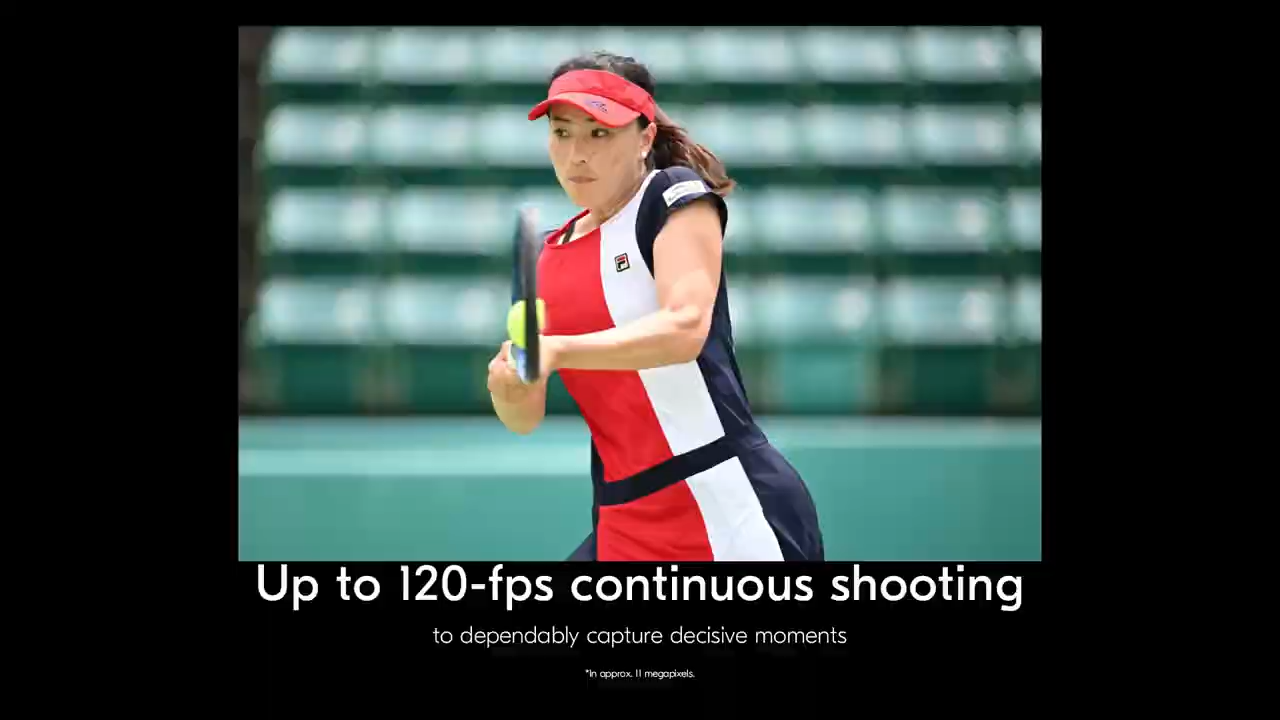 Up to 120-fps continuous shooting
to dependably capture decisive moments
*In approx. 11 megapixels.